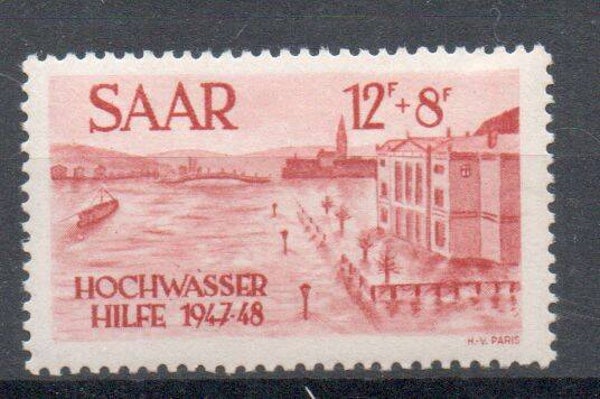 SAAR
12F + 8F
HOCHWASSER
HILFE 1947-48
H.-V. PARIS